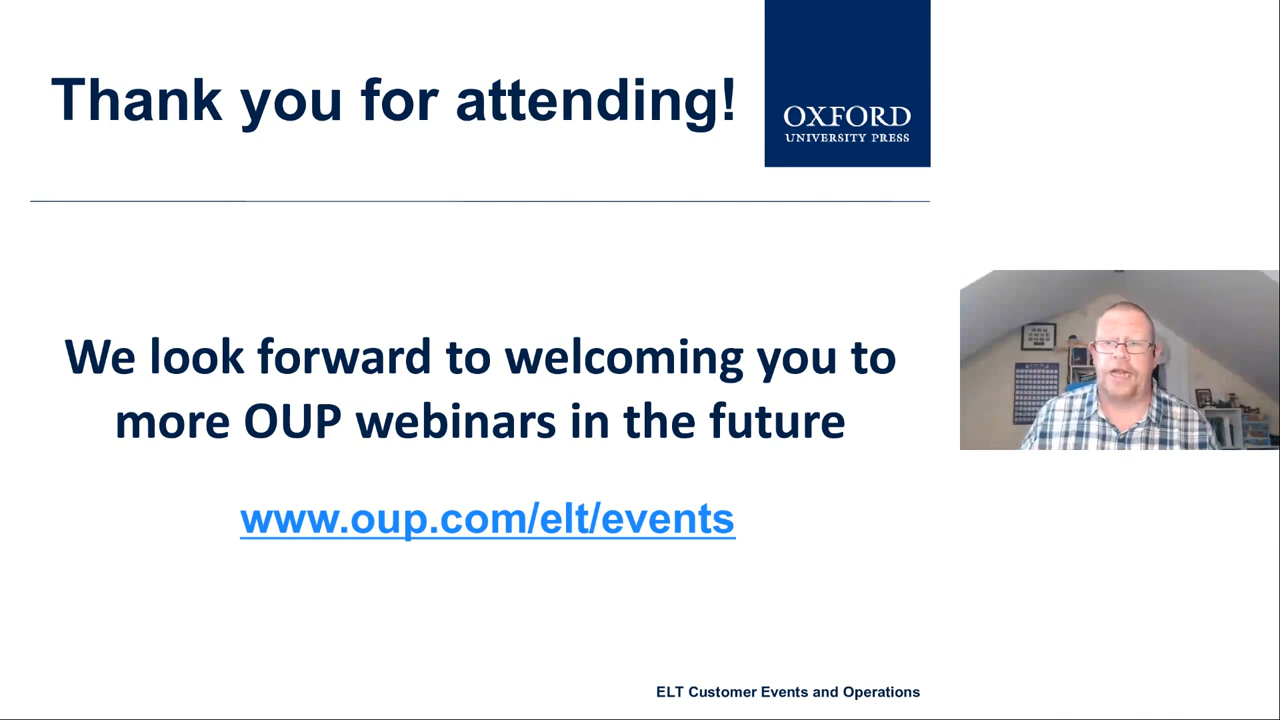 Thank you for attending!
OXFORD
UNIVERSITY PRESS
We look forward to welcoming you to
more OUP webinars in the future
www.oup.com/elt/events
ELT Customer Events and Operations